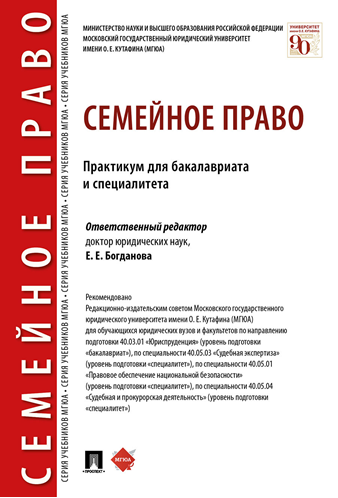 СЕМЕЙНОЕ ПРАВО
СЕРИЯ УЧЕБНИКОВ МГЮА • СЕРИЯ УЧЕБНИКОВ МГЮА • СЕРИЯ УЧЕБНИКОВ МГЮА • СЕРИЯ УЧЕБНИКОВ МГЮА • СЕРИЯ УЧЕБНИКОВ МГЮА
МИНИСТЕРСТВО НАУКИ И ВЫСШЕГО ОБРАЗОВАНИЯ РОССИЙСКОЙ ФЕДЕРАЦИИ
МОСКОВСКИЙ ГОСУДАРСТВЕННЫЙ ЮРИДИЧЕСКИЙ УНИВЕРСИТЕТ
ИМЕНИ О. Е. КУТАФИНА (МГЮА)
УНИВЕРСИТЕТ
90
СЕМЕЙНОЕ ПРАВО
Практикум для бакалавриата
и специалитета
Ответственный редактор
доктор юридических наук,
Е. Е. Богданова
Рекомендовано
Редакционно-издательским советом Московского государственного
юридического университета имени О. Е. Кутафина (МГЮА)
для обучающихся юридических вузов и факультетов по направлению
подготовки 40.03.01 «Юриспруденция» (уровень подготовки
«бакалавриат»), по специальности 40.05.03 «Судебная экспертиза»
(уровень подготовки «специалитет»), по специальности 40.05.01
«Правовое обеспечение национальной безопасности»
(уровень подготовки «специалитет»), по специальности 40.05.04
«Судебная и прокурорская деятельность» (уровень подготовки
«специалитет»)
ПРОСПЕКТ
МГЮА